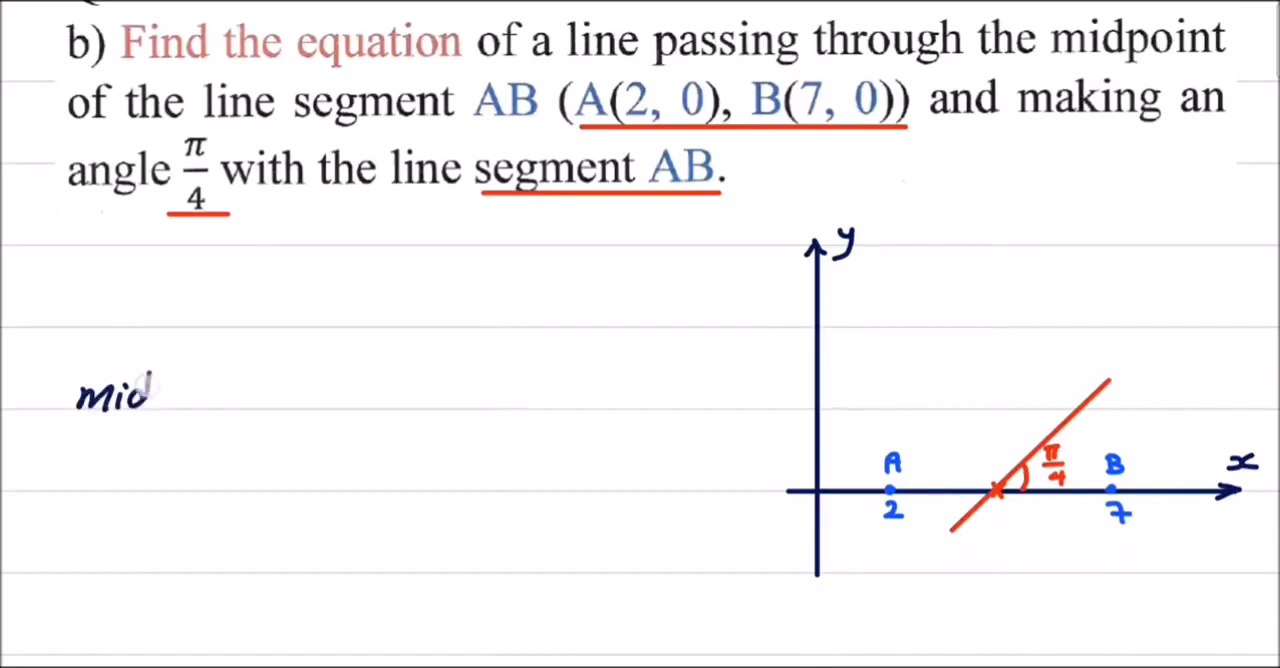 b) Find the equation of a line passing through the midpoint
of the line segment AB (A(2, 0), B(7, 0)) and making an
angle π/4 with the line segment AB.
y
Mid
A
π/4
B
x
2
7